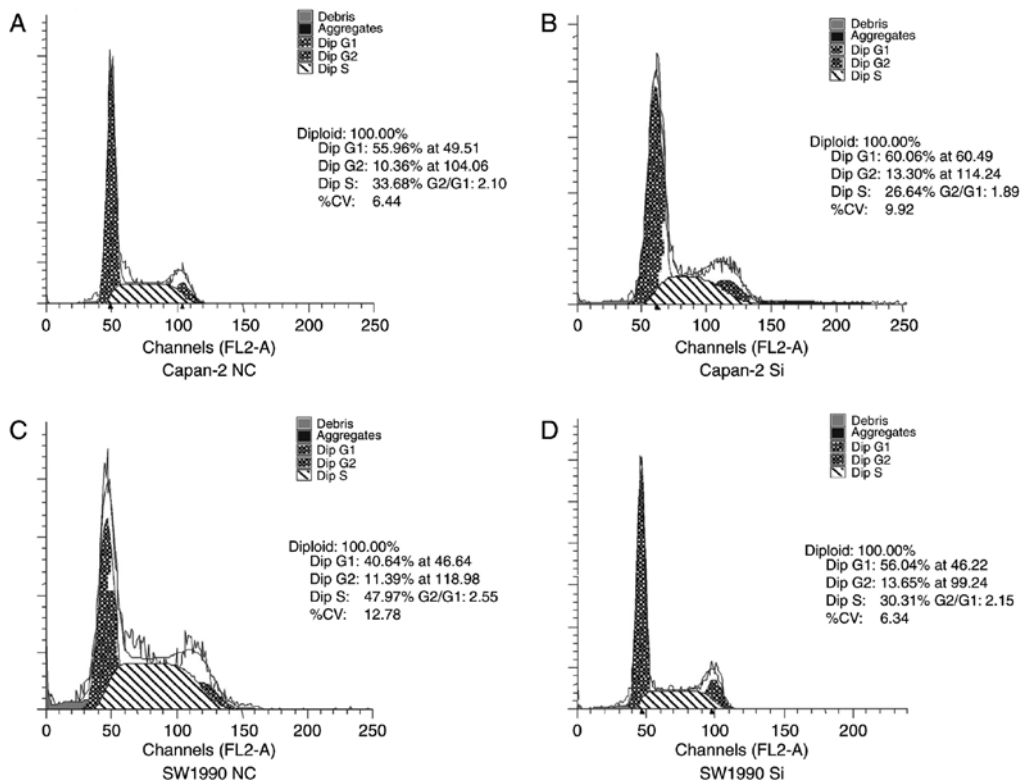 A
Debris
Aggregates
Dip G1
Dip G2
Dip S
Diploid: 100.00%
Dip G1: 55.96% at 49.51
Dip G2: 10.36% at 104.06
Dip S: 33.68% G2/G1: 2.10
%CV: 6.44
0 50 100 150 200 250
Channels (FL2-A)
Capan-2 NC
B
Debris
Aggregates
Dip G1
Dip G2
Dip S
Diploid: 100.00%
Dip G1: 60.06% at 60.49
Dip G2: 13.30% at 114.24
Dip S: 26.64% G2/G1: 1.89
%CV: 9.92
0 50 100 150 200 250
Channels (FL2-A)
Capan-2 Si
C
Debris
Aggregates
Dip G1
Dip G2
Dip S
Diploid: 100.00%
Dip G1: 40.64% at 46.64
Dip G2: 11.39% at 118.98
Dip S: 47.97% G2/G1: 2.55
%CV: 12.78
0 50 100 150 200 250
Channels (FL2-A)
SW1990 NC
D
Debris
Aggregates
Dip G1
Dip G2
Dip S
Diploid: 100.00%
Dip G1: 56.04% at 46.22
Dip G2: 13.65% at 99.24
Dip S: 30.31% G2/G1: 2.15
%CV: 6.34
0 50 100 150 200
Channels (FL2-A)
SW1990 Si